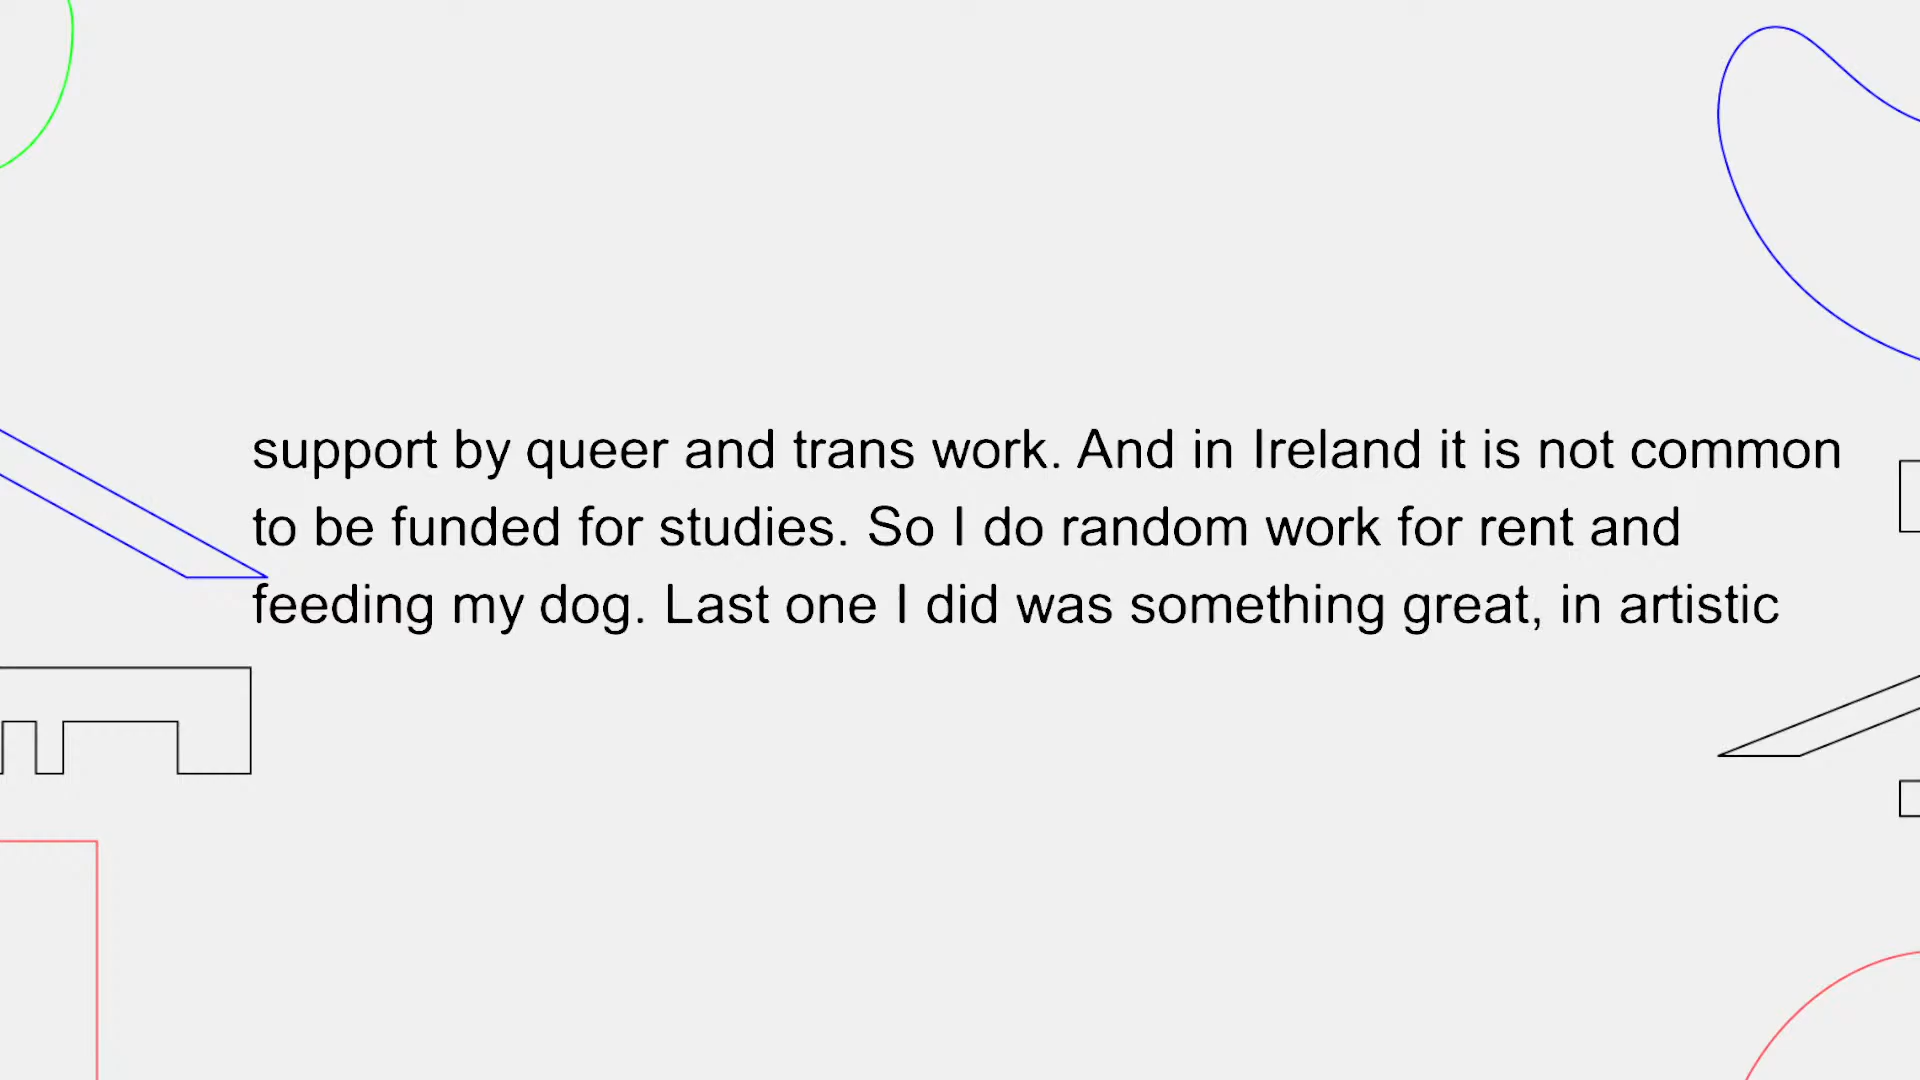 support by queer and trans work. And in Ireland it is not common
to be funded for studies. So I do random work for rent and
feeding my dog. Last one I did was something great, in artistic